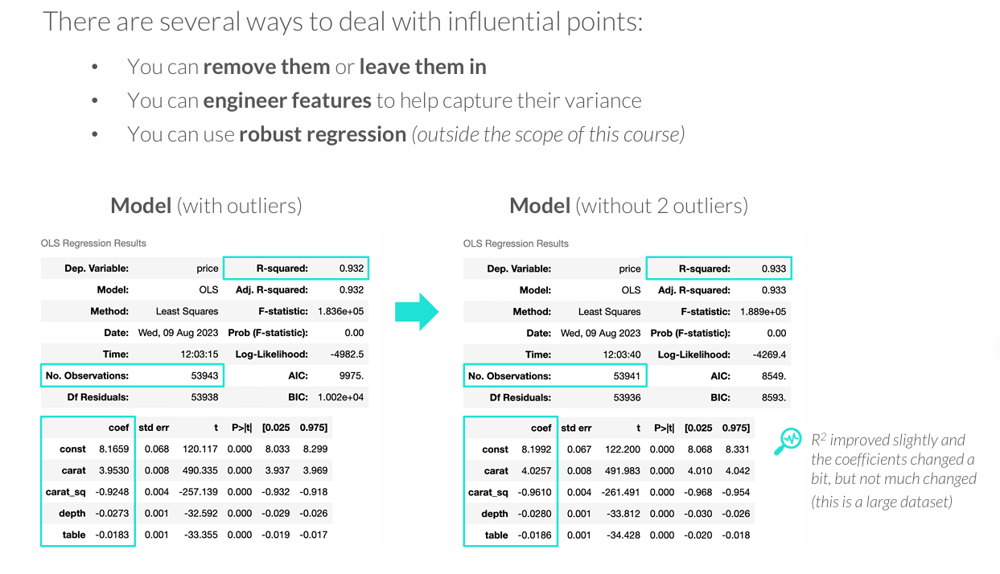 There are several ways to deal with influential points:
• You can remove them or leave them in
• You can engineer features to help capture their variance
• You can use robust regression (outside the scope of this course)
Model (with outliers)
OLS Regression Results
Dep. Variable: price R-squared: 0.932
Model: OLS Adj. R-squared: 0.932
Method: Least Squares F-statistic: 1.836e+05
Date: Wed, 09 Aug 2023 Prob (F-statistic): 0.00
Time: 12:03:15 Log-Likelihood: -4982.5
No. Observations: 53943 AIC: 9975.
Df Residuals: 53938 BIC: 1.002e+04
coef std err t P>|t| [0.025 0.975]
const 8.1659 0.068 120.117 0.000 8.033 8.299
carat 3.9530 0.008 490.335 0.000 3.937 3.969
carat_sq -0.9248 0.004 -257.139 0.000 -0.932 -0.918
depth -0.0273 0.001 -32.592 0.000 -0.029 -0.026
table -0.0183 0.001 -33.355 0.000 -0.019 -0.017
Model (without 2 outliers)
OLS Regression Results
Dep. Variable: price R-squared: 0.933
Model: OLS Adj. R-squared: 0.933
Method: Least Squares F-statistic: 1.889e+05
Date: Wed, 09 Aug 2023 Prob (F-statistic): 0.00
Time: 12:03:40 Log-Likelihood: -4269.4
No. Observations: 53941 AIC: 8549.
Df Residuals: 53936 BIC: 8593.
coef std err t P>|t| [0.025 0.975]
const 8.1992 0.067 122.200 0.000 8.068 8.331
carat 4.0257 0.008 491.983 0.000 4.010 4.042
carat_sq -0.9610 0.004 -261.491 0.000 -0.968 -0.954
depth -0.0280 0.001 -33.812 0.000 -0.030 -0.026
table -0.0186 0.001 -34.428 0.000 -0.020 -0.018
R² improved slightly and
the coefficients changed a
bit, but not much changed
(this is a large dataset)